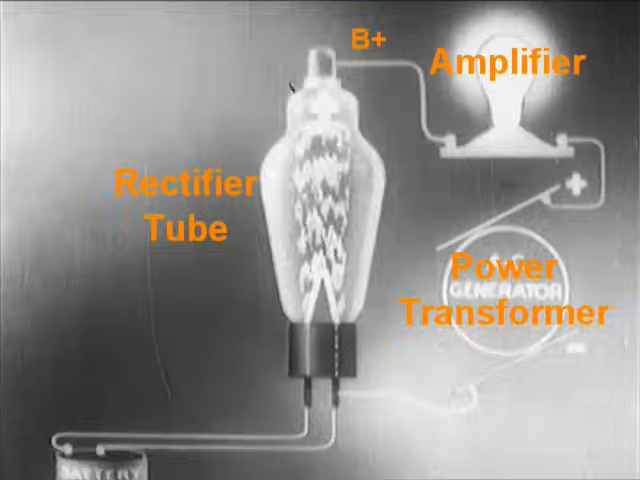 B+
Amplifier
Rectifier
Tube
+
A.C.
GENERATOR
Power
Transformer
-
BATTERY